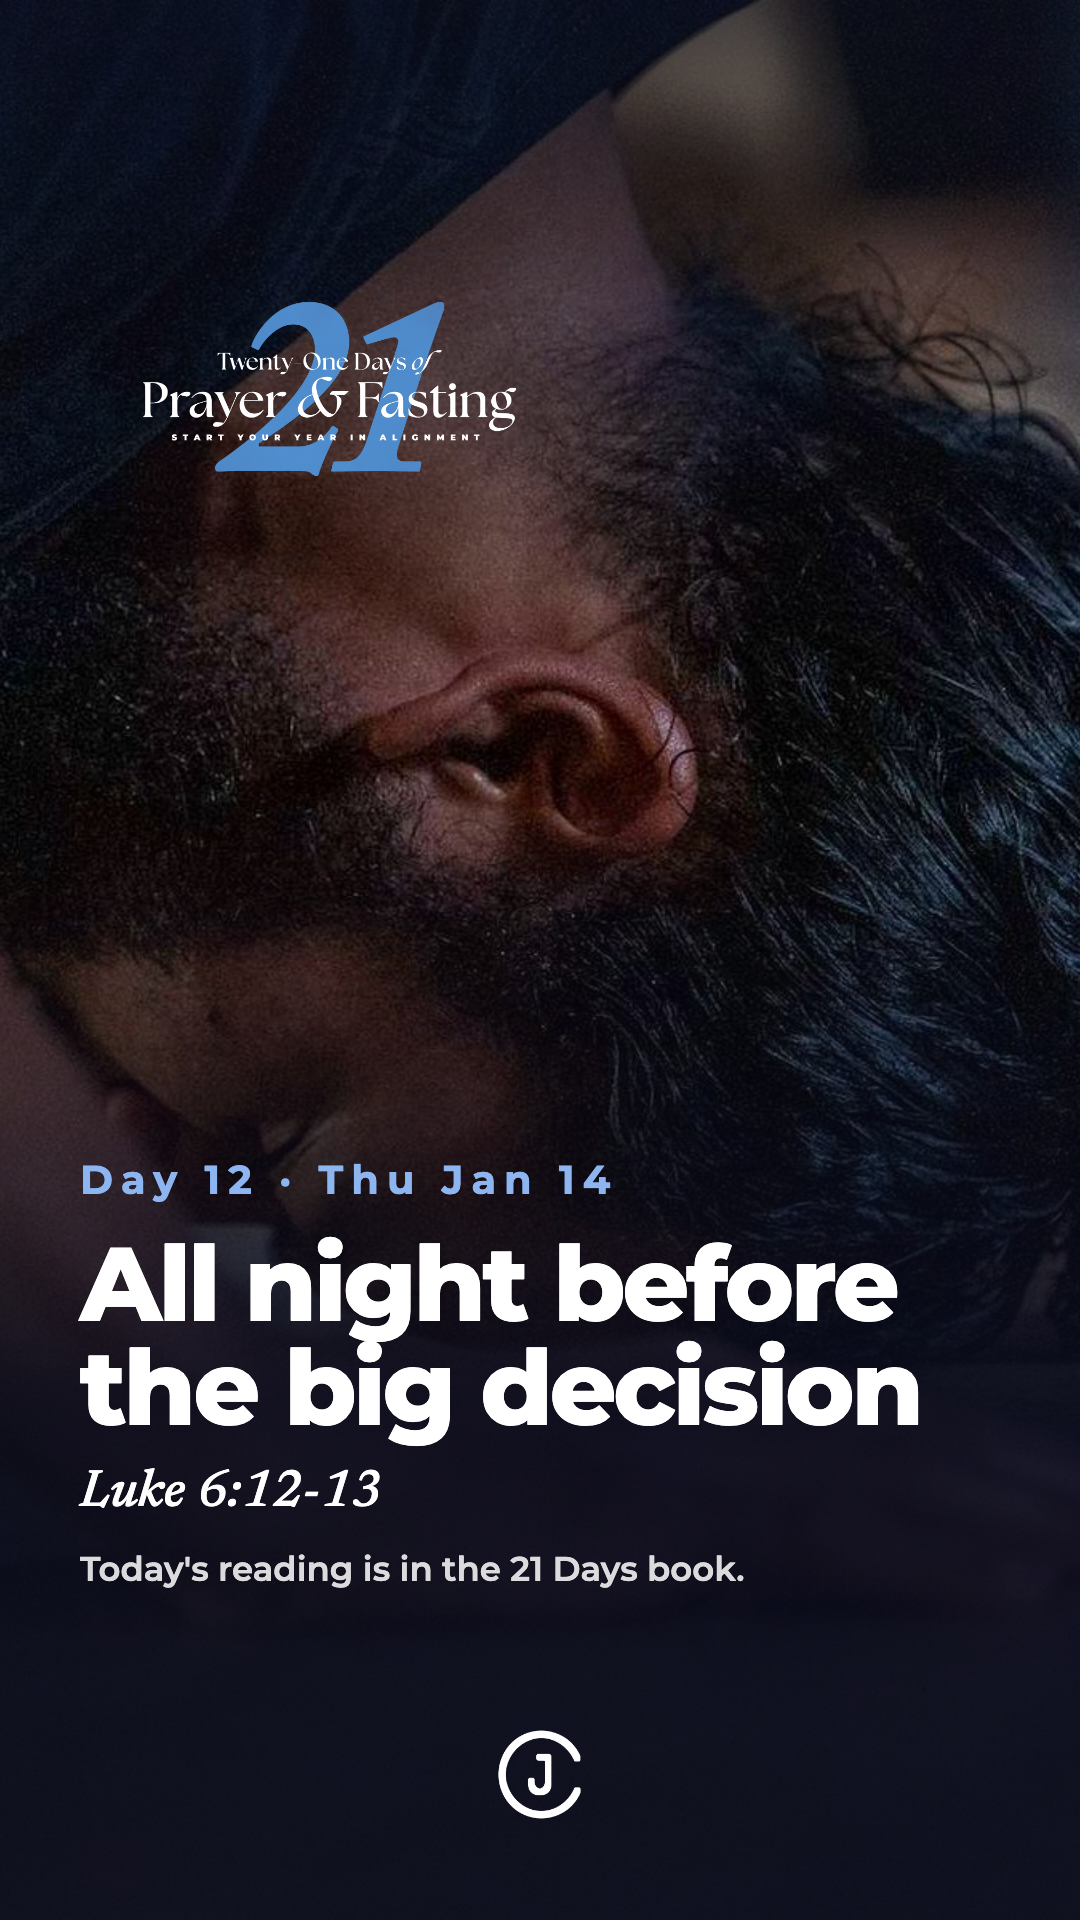 21
Twenty-One Days of
Prayer & Fasting
START YOUR YEAR IN ALIGNMENT
Day 12 · Thu Jan 14
All night before
the big decision
Luke 6:12-13
Today's reading is in the 21 Days book.
CJ